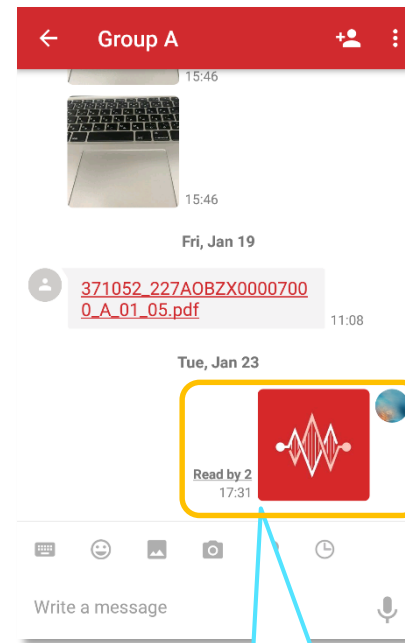 Group A
15:46
15:46
Fri, Jan 19
371052_227AOBZX0000700
0_A_01_05.pdf
11:08
Tue, Jan 23
Read by 2
17:31
Write a message